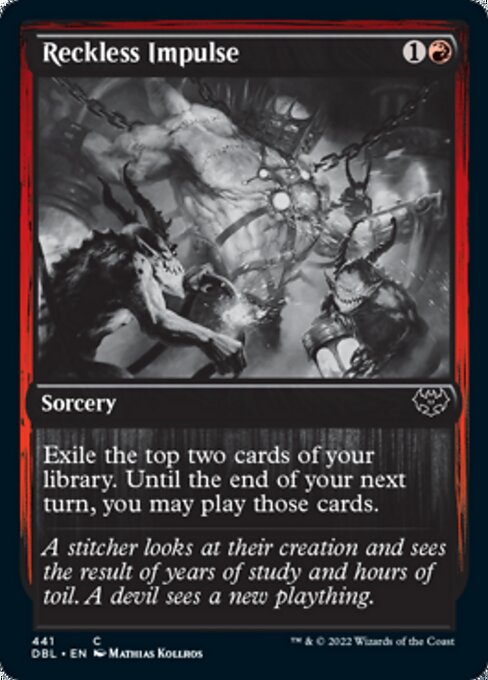 Reckless Impulse 1
Sorcery
Exile the top two cards of your
library. Until the end of your next
turn, you may play those cards.
A stitcher looks at their creation and sees
the result of years of study and hours of
toil. A devil sees a new plaything.
441 C
DBL • EN Mathias Kollros
™ & © 2022 Wizards of the Coast